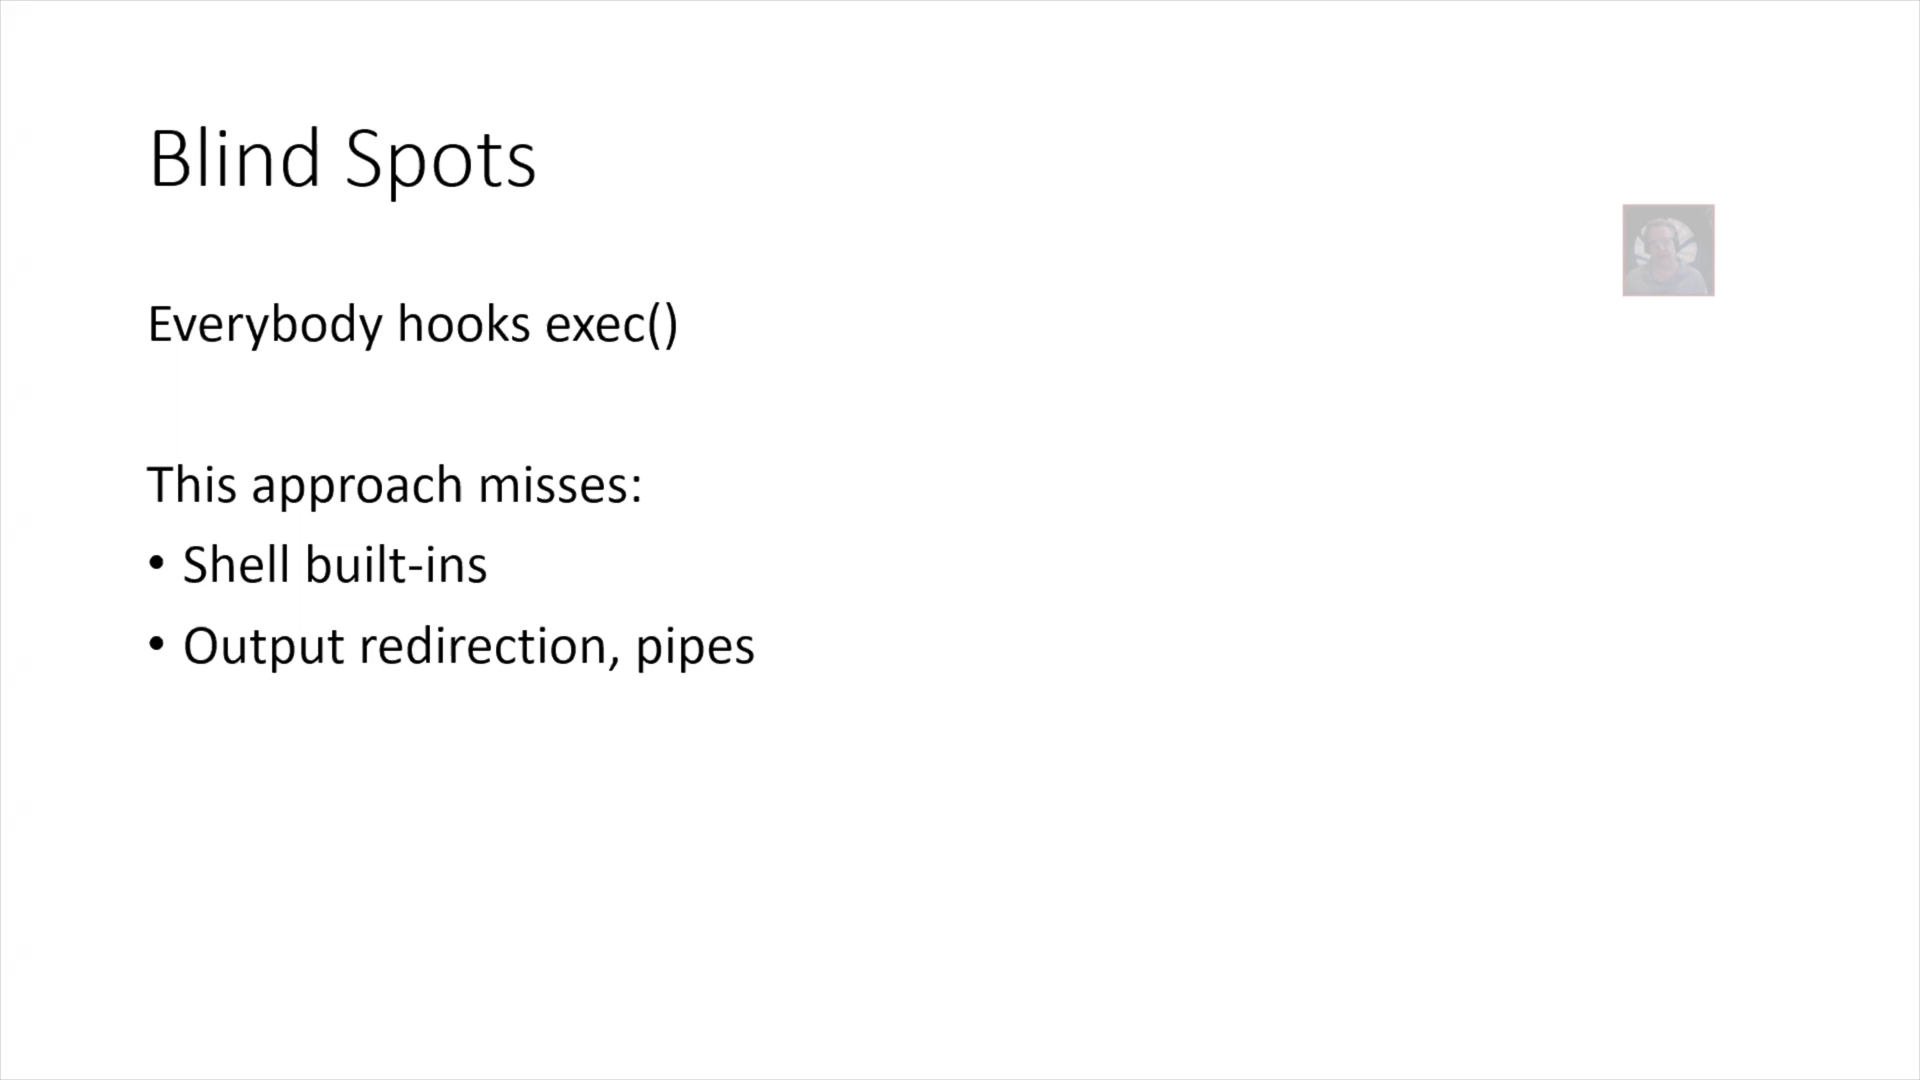 Blind Spots
Everybody hooks exec()
This approach misses:
• Shell built-ins
• Output redirection, pipes